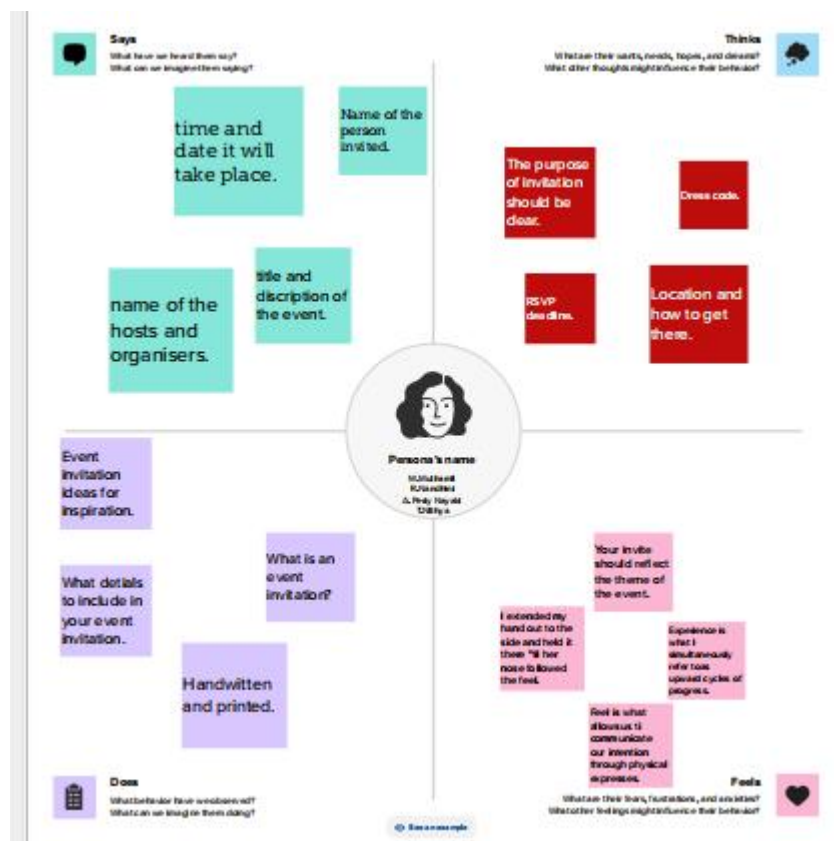 Says
What have we heard them say?
What can we imagine them saying?
Thinks
What are their wants, needs, hopes, and dreams?
What other thoughts might influence their behavior?
time and
date it will
take place.
Name of the
person
invited.
name of the
hosts and
organisers.
title and
discription of
the event.
The purpose
of invitation
should be
clear.
Dress code.
RSVP
deadline.
Location and
how to get
there.
Persona's name
Event
invitation
ideas for
inspiration.
What detials
to include in
your event
invitation.
What is an
event
invitation?
Handwitten
and printed.
Your invite
should reflect
the theme of
the event.
I extended my
hand out to the
side and held it
there "til her
nose followed
the feel.
Experience is
what I
simultaneously
refer to as
upward cycles of
progress.
Feel is what
allows us ti
communicate
our intention
through physical
expresses.
Does
What behavior have we observed?
What can we imagine them doing?
Feels
What are their fears, frustrations, and anxieties?
What other feelings might influence their behavior?
See an example